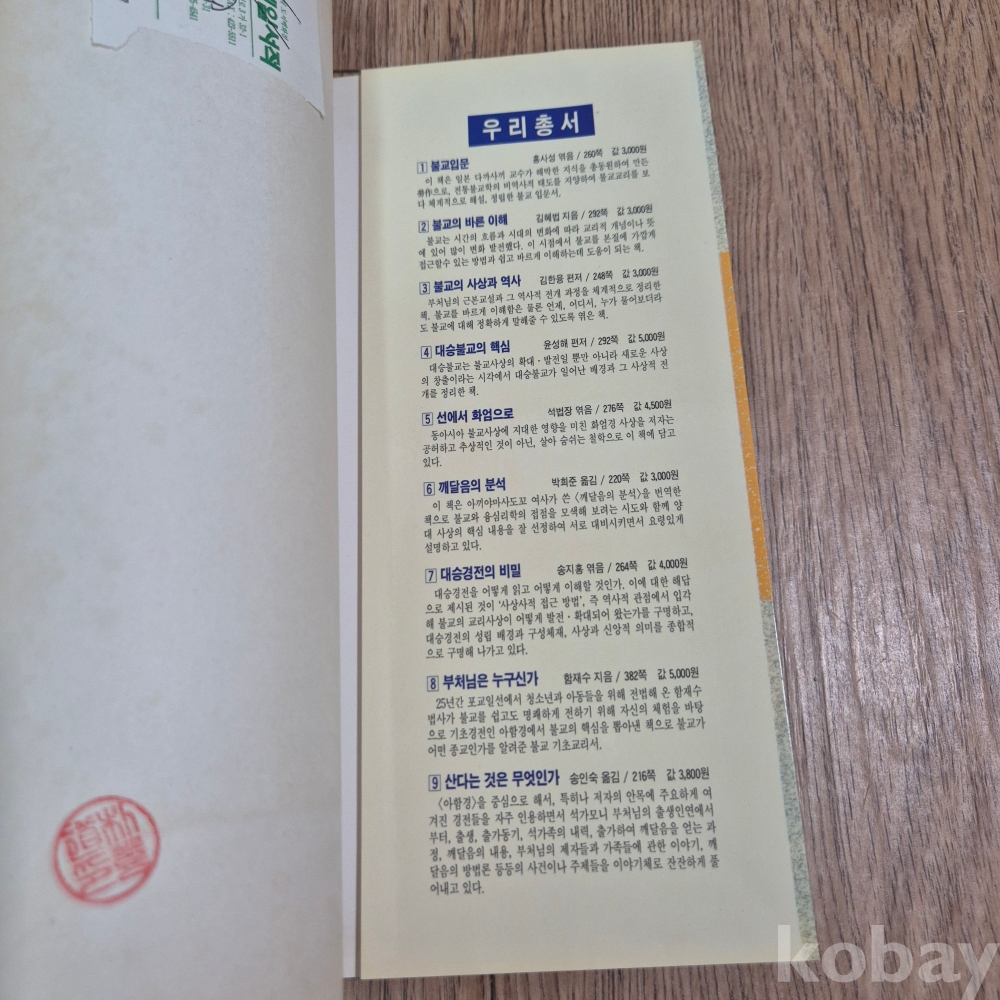 우리총서
1 불교입문 홍사성 엮음 / 260쪽 값 3,000원
이 책은 일본 다까사끼 교수가 해박한 지식을 총동원하여 만든
勞作으로, 전통불교학의 비역사적 태도를 지양하여 불교교리를 보
다 체계적으로 해설, 정립한 불교 입문서.
2 불교의 바른 이해 김혜법 지음 / 292쪽 값 3,000원
불교는 시간의 흐름과 시대의 변화에 따라 교리적 개념이나 뜻
에 있어 많이 변화 발전했다. 이 시점에서 불교를 본질에 가깝게
접근할수 있는 방법과 쉽고 바르게 이해하는데 도움이 되는 책.
3 불교의 사상과 역사 김한용 편저 / 248쪽 값 3,000원
부처님의 근본교설과 그 역사적 전개 과정을 체계적으로 정리한
책. 불교를 바르게 이해함은 물론 언제, 어디서, 누가 물어보더라
도 불교에 대해 정확하게 말해줄 수 있도록 엮은 책.
4 대승불교의 핵심 윤성해 편저 / 292쪽 값 5,000원
대승불교는 불교사상의 확대·발전일 뿐만 아니라 새로운 사상
의 창출이라는 시각에서 대승불교가 일어난 배경과 그 사상적 전
개를 정리한 책.
5 선에서 화엄으로 석법장 엮음 / 276쪽 값 4,500원
동아시아 불교사상에 지대한 영향을 미친 화엄경 사상을 저자는
공허하고 추상적인 것이 아닌, 살아 숨쉬는 철학으로 이 책에 담고
있다.
6 깨달음의 분석 박희준 옮김 / 220쪽 값 3,000원
이 책은 아끼야마사도꼬 여사가 쓴 〈깨달음의 분석〉을 번역한
책으로 불교와 융심리학의 접점을 모색해 보려는 시도와 함께 양
대 사상의 핵심 내용을 잘 선정하여 서로 대비시키면서 요령있게
설명하고 있다.
7 대승경전의 비밀 송지홍 엮음 / 264쪽 값 4,000원
대승경전을 어떻게 읽고 어떻게 이해할 것인가. 이에 대한 해답
으로 제시된 것이 '사상사적 접근 방법', 즉 역사적 관점에서 입각
해 불교의 교리사상이 어떻게 발전·확대되어 왔는가를 구명하고,
대승경전의 성립 배경과 구성체재, 사상과 신앙적 의미를 종합적
으로 구명해 나가고 있다.
8 부처님은 누구신가 함재수 지음 / 382쪽 값 5,000원
25년간 포교일선에서 청소년과 아동들을 위해 전법해 온 함재수
법사가 불교를 쉽고도 명쾌하게 전하기 위해 자신의 체험을 바탕
으로 기초경전인 아함경에서 불교의 핵심을 뽑아낸 책으로 불교가
어떤 종교인가를 알려준 불교 기초교리서.
9 산다는 것은 무엇인가 송인숙 옮김 / 216쪽 값 3,800원
〈아함경〉을 중심으로 해서, 특히나 저자의 안목에 주요하게 여
겨진 경전들을 자주 인용하면서 석가모니 부처님의 출생인연에서
부터, 출생, 출가동기, 석가족의 내력, 출가하여 깨달음을 얻는 과
정, 깨달음의 내용, 부처님의 제자들과 가족들에 관한 이야기, 깨
달음의 방법론 등등의 사건이나 주제들을 이야기체로 잔잔하게 풀
어내고 있다.
kobay